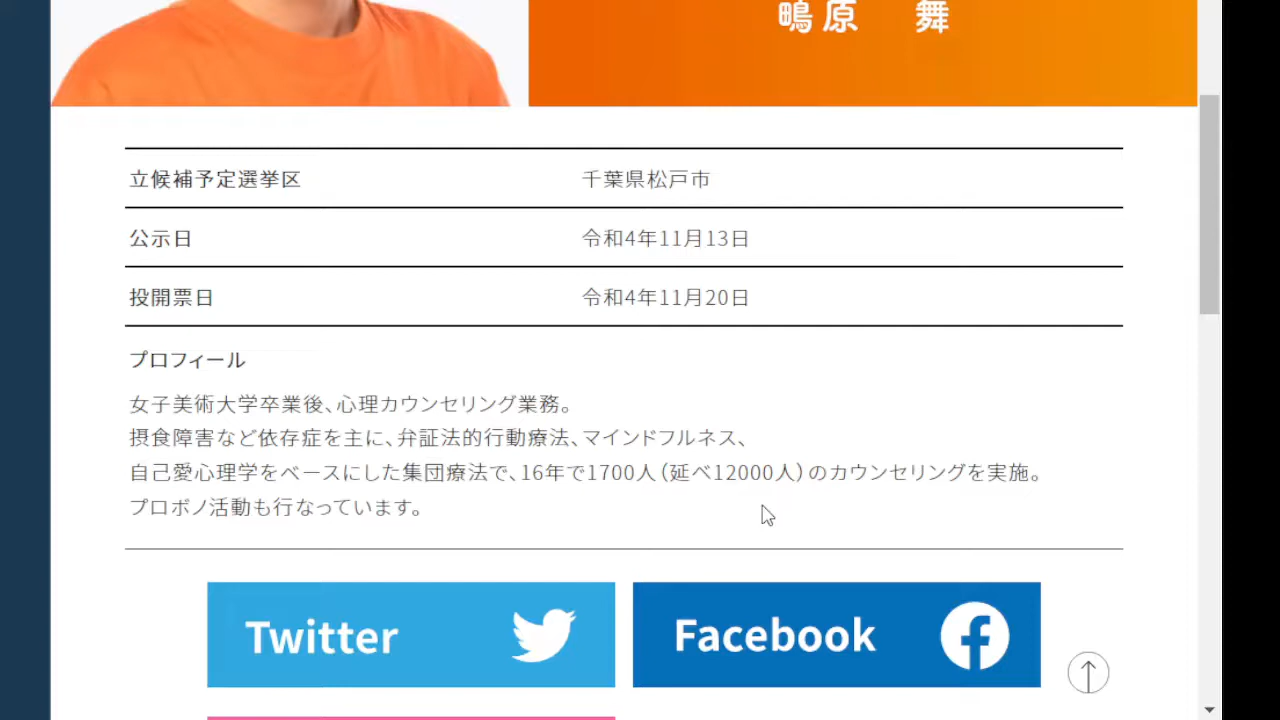 鴫原 舞
立候補予定選挙区 千葉県松戸市
公示日 令和4年11月13日
投開票日 令和4年11月20日
プロフィール
女子美術大学卒業後、心理カウンセリング業務。
摂食障害など依存症を主に、弁証法的行動療法、マインドフルネス、
自己愛心理学をベースにした集団療法で、16年で1700人（延べ12000人）のカウンセリングを実施。
プロボノ活動も行なっています。
Twitter Facebook